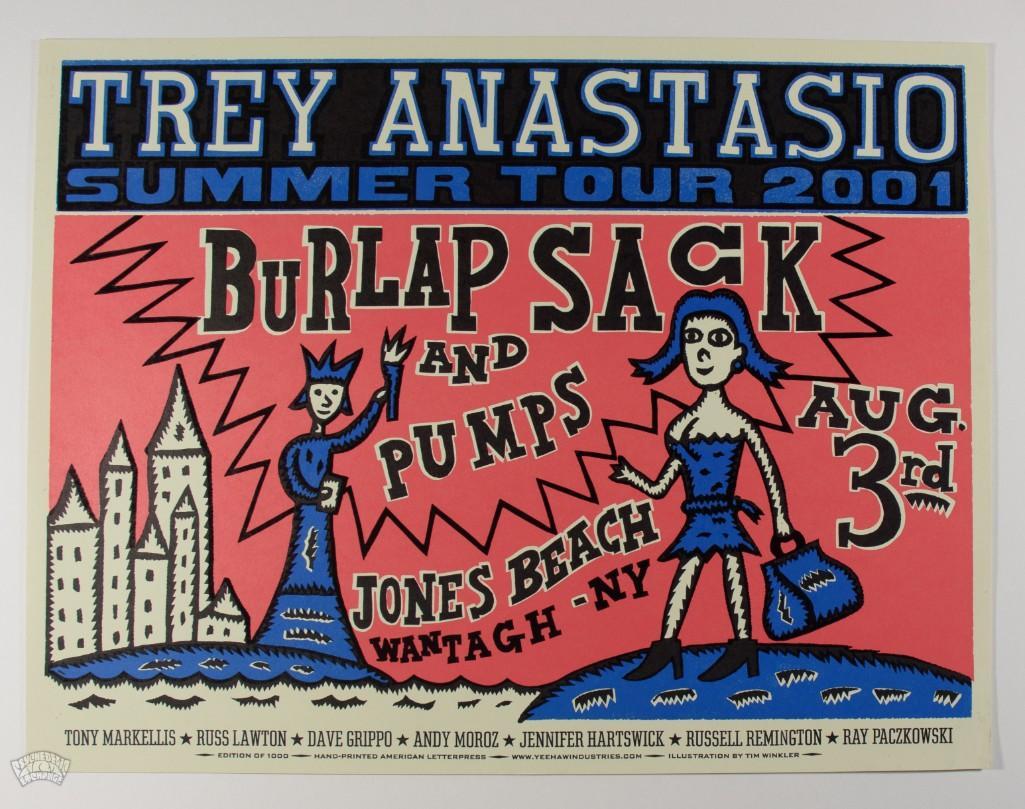 TREY ANASTASIO
SUMMER TOUR 2001
BURLAP SACK
AND
PUMPS
AUG.
3rd
JONES BEACH
WANTAGH - NY
TONY MARKELLIS ★ RUSS LAWTON ★ DAVE GRIPPO ★ ANDY MOROZ ★ JENNIFER HARTSWICK ★ RUSSELL REMINGTON ★ RAY PACZKOWSKI
EDITION OF 1000 — HAND-PRINTED AMERICAN LETTERPRESS — WWW.YEEHAWINDUSTRIES.COM — ILLUSTRATION BY TIM WINKLER